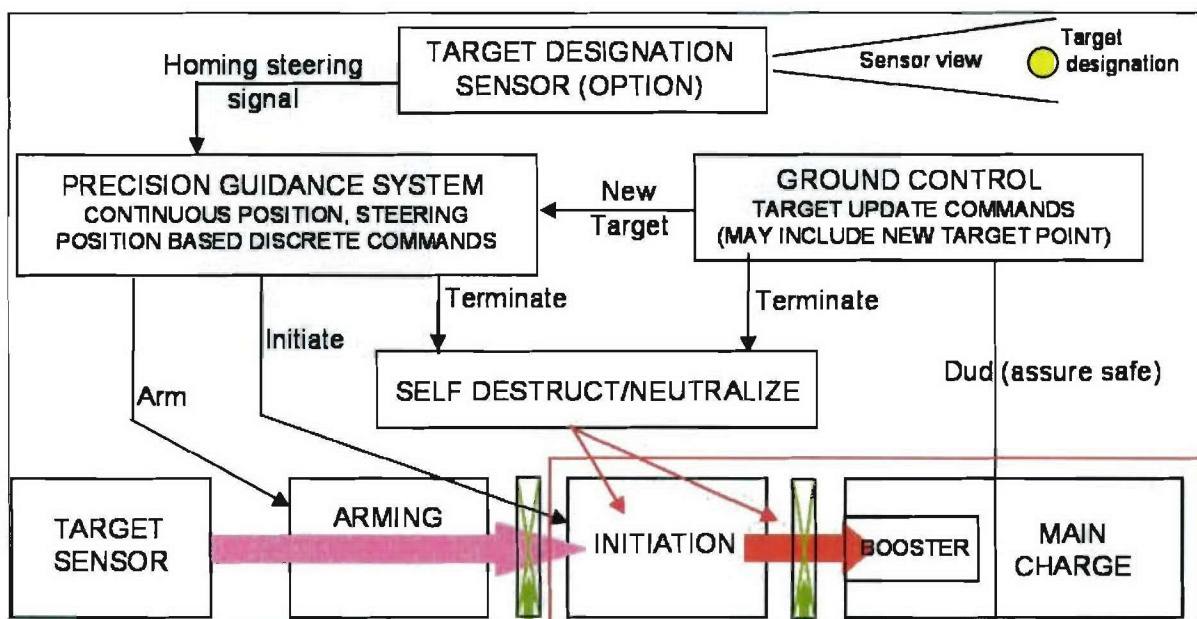 TARGET DESIGNATION
SENSOR (OPTION)
Sensor view
Target
designation
Homing steering
signal
PRECISION GUIDANCE SYSTEM
CONTINUOUS POSITION, STEERING
POSITION BASED DISCRETE COMMANDS
New
Target
GROUND CONTROL
TARGET UPDATE COMMANDS
(MAY INCLUDE NEW TARGET POINT)
Terminate
Terminate
Initiate
Arm
SELF DESTRUCT/NEUTRALIZE
Dud (assure safe)
TARGET
SENSOR
ARMING
INITIATION
BOOSTER
MAIN
CHARGE